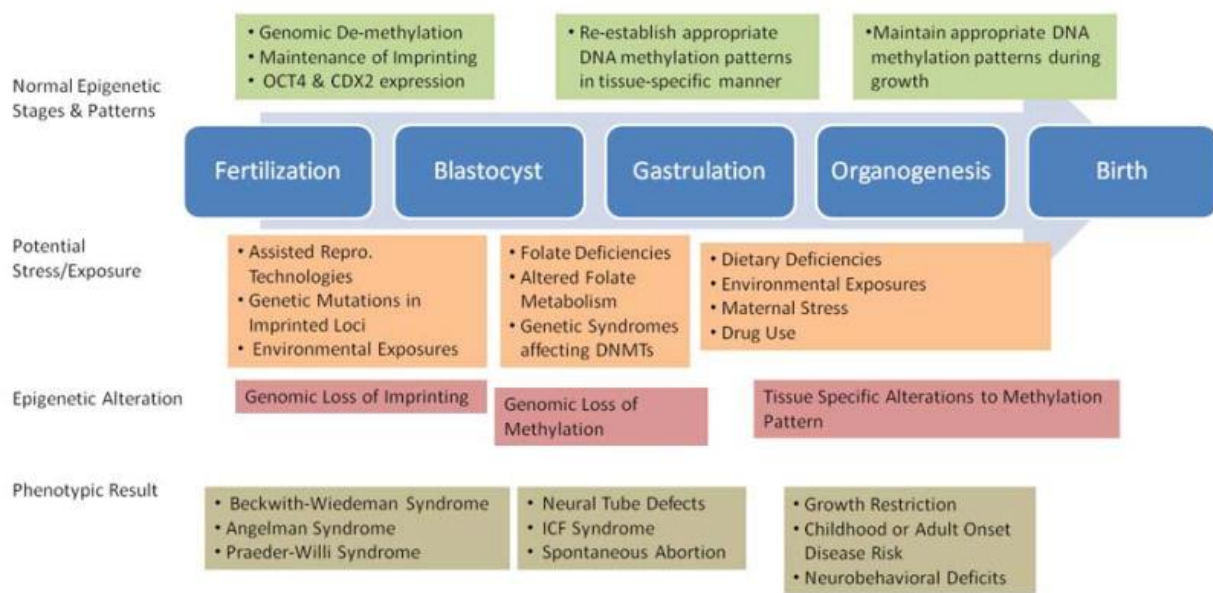 Normal Epigenetic
Stages & Patterns
• Genomic De-methylation
• Maintenance of Imprinting
• OCT4 & CDX2 expression
• Re-establish appropriate
DNA methylation patterns
in tissue-specific manner
•Maintain appropriate DNA
methylation patterns during
growth
Fertilization
Blastocyst
Gastrulation
Organogenesis
Birth
Potential
Stress/Exposure
• Assisted Repro.
Technologies
• Genetic Mutations in
Imprinted Loci
• Environmental Exposures
• Folate Deficiencies
• Altered Folate
Metabolism
• Genetic Syndromes
affecting DNMTs
• Dietary Deficiencies
• Environmental Exposures
• Maternal Stress
• Drug Use
Epigenetic Alteration
Genomic Loss of Imprinting
Genomic Loss of
Methylation
Tissue Specific Alterations to Methylation
Pattern
Phenotypic Result
• Beckwith-Wiedeman Syndrome
• Angelman Syndrome
• Praeder-Willi Syndrome
• Neural Tube Defects
• ICF Syndrome
• Spontaneous Abortion
• Growth Restriction
• Childhood or Adult Onset
Disease Risk
• Neurobehavioral Deficits